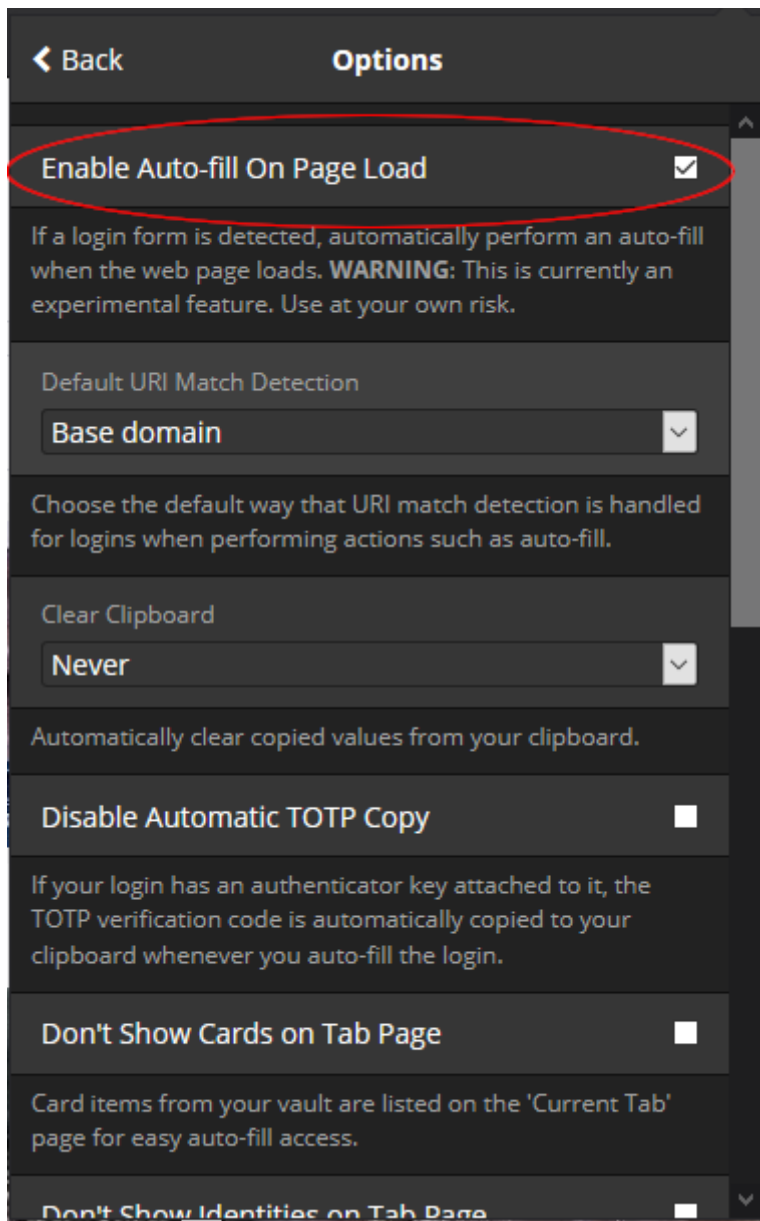 Back
Options
Enable Auto-fill On Page Load
If a login form is detected, automatically perform an auto-fill
when the web page loads. WARNING: This is currently an
experimental feature. Use at your own risk.
Default URI Match Detection
Base domain
Choose the default way that URI match detection is handled
for logins when performing actions such as auto-fill.
Clear Clipboard
Never
Automatically clear copied values from your clipboard.
Disable Automatic TOTP Copy
If your login has an authenticator key attached to it, the
TOTP verification code is automatically copied to your
clipboard whenever you auto-fill the login.
Don't Show Cards on Tab Page
Card items from your vault are listed on the 'Current Tab'
page for easy auto-fill access.
Don't Show Identities on Tab Page